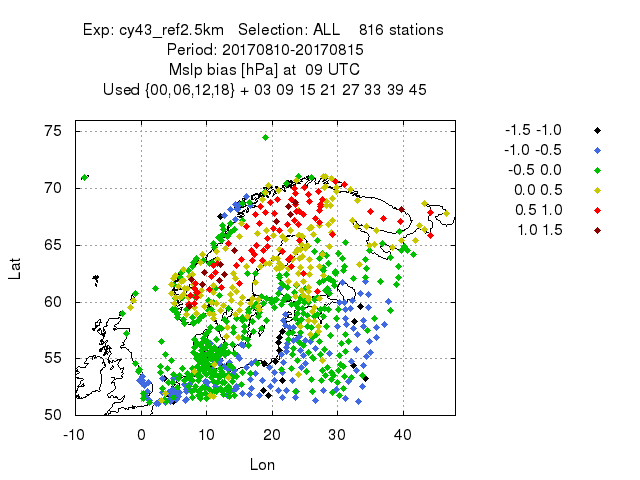 Exp: cy43_ref2.5km   Selection: ALL    816 stations
Period: 20170810-20170815
Mslp bias [hPa] at  09 UTC
Used {00,06,12,18} + 03 09 15 21 27 33 39 45
-1.5 -1.0
-1.0 -0.5
-0.5 0.0
0.0 0.5
0.5 1.0
1.0 1.5
75
70
65
60
55
50
Lat
-10 0 10 20 30 40
Lon